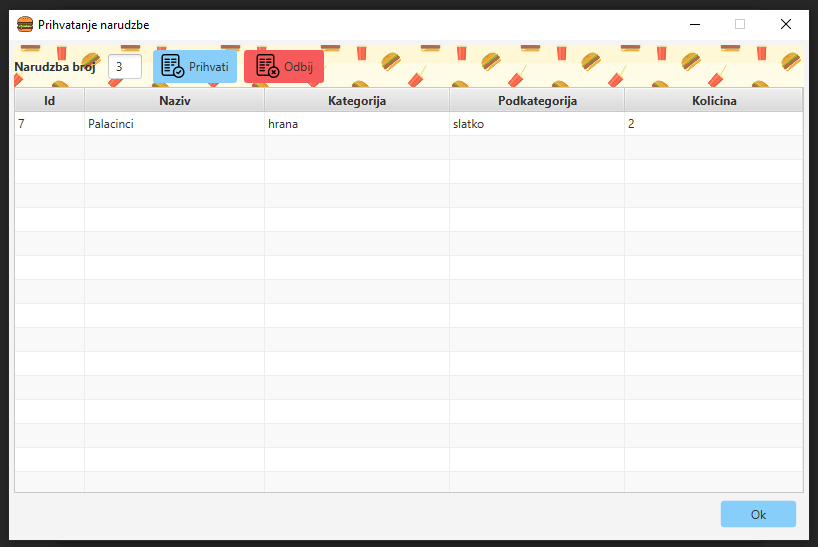 Prihvatanje narudzbe
Narudzba broj 3 Prihvati Odbij
Id Naziv Kategorija Podkategorija Kolicina
7 Palacinci hrana slatko 2
Ok